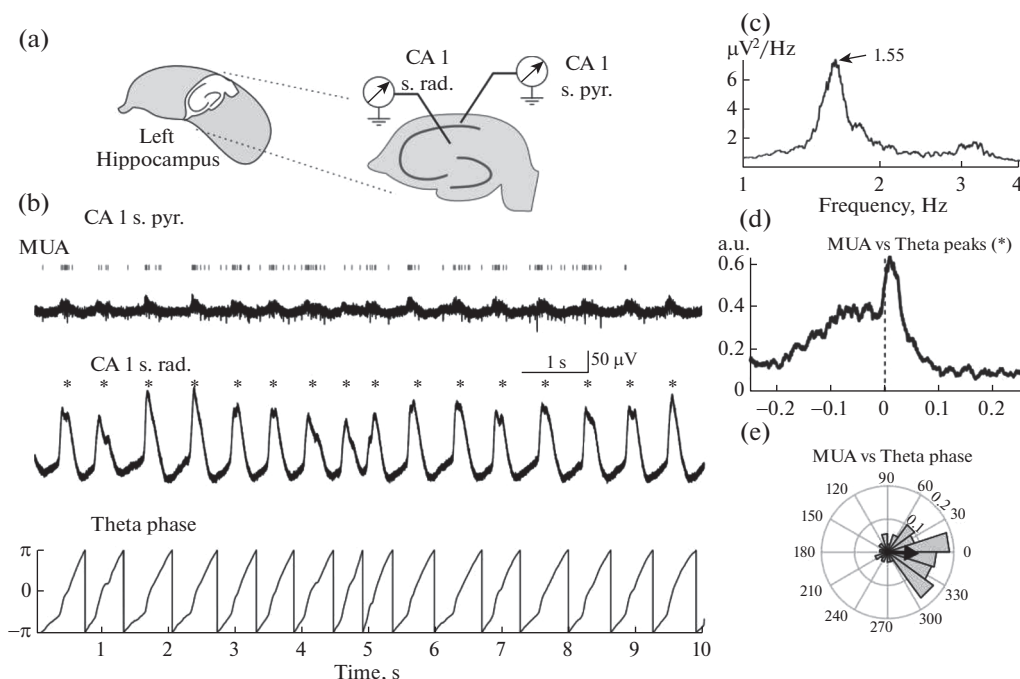 (a)
CA 1
s. rad.
CA 1
s. pyr.
Left
Hippocampus
(b)
CA 1 s. pyr.
MUA
1 s
50 μV
CA 1 s. rad.
* * * * * * * * * * * * * * *
Theta phase
π
0
−π
1 2 3 4 5 6 7 8 9 10
Time, s
(c)
μV²/Hz
1.55
6
4
2
1 2 3 4
Frequency, Hz
(d)
a.u.
MUA vs Theta peaks (*)
0.6
0.4
0.2
0
−0.2 −0.1 0 0.1 0.2
(e)
MUA vs Theta phase
90
120 60
0.2
150 0.1 30
180 0
210 330
240 300
270